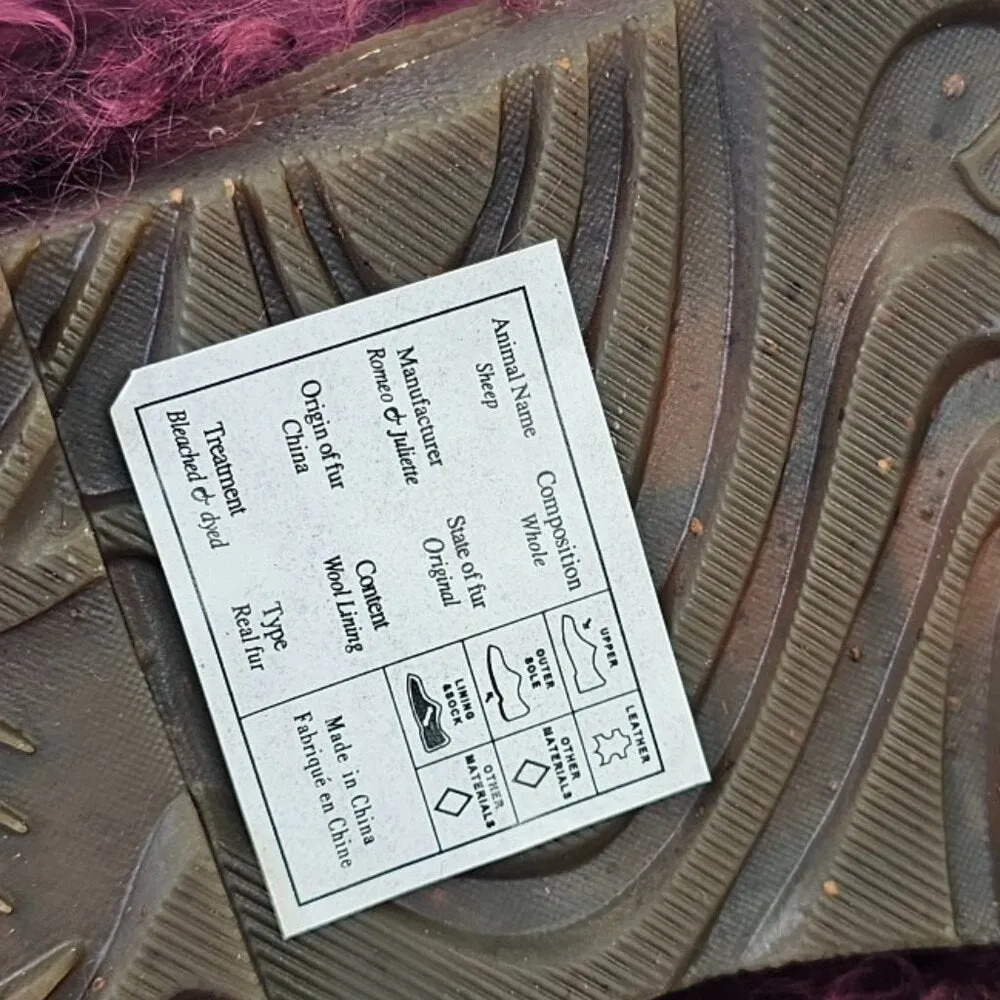 Animal Name
Sheep
Composition
Whole
Manufacturer
Romeo & Juliette
State of fur
Original
Origin of fur
China
Content
Wool Lining
Treatment
Bleached & dyed
Type
Real fur
UPPER
LEATHER
OUTER
SOLE
OTHER
MATERIALS
LINING
&SOCK
OTHER
MATERIALS
Made in China
Fabriqué en Chine